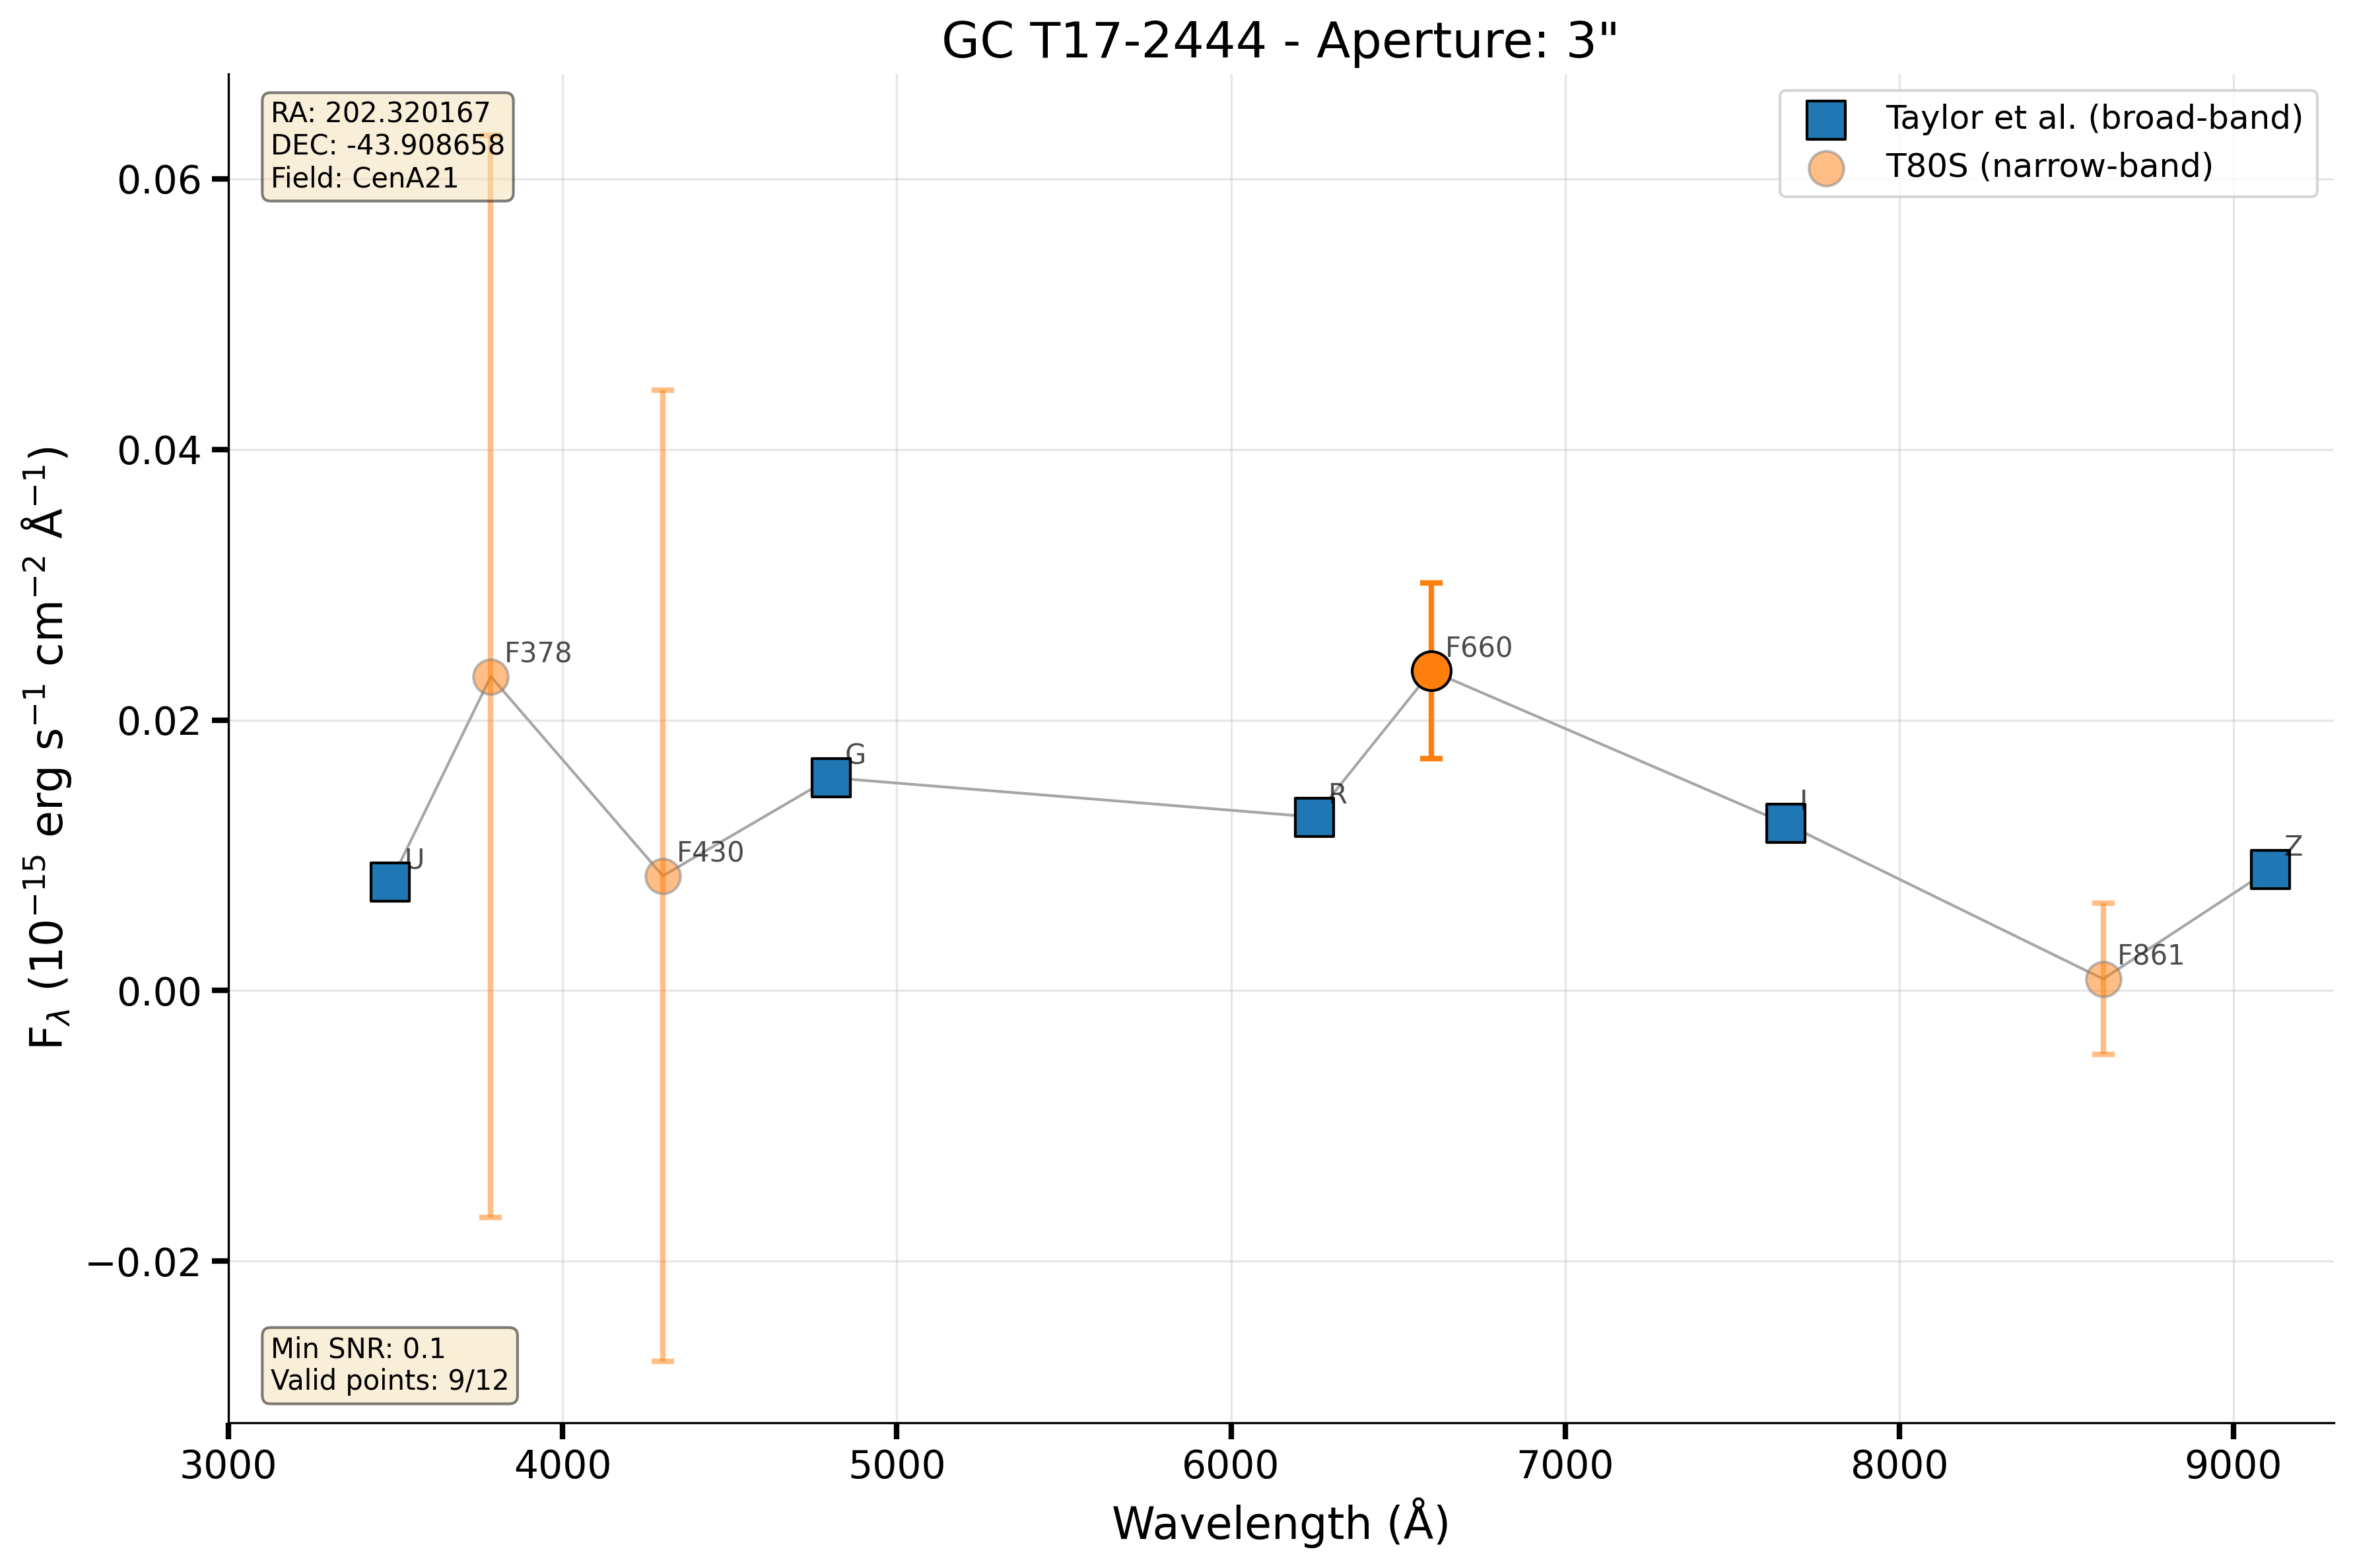 GC T17-2444 - Aperture: 3"
RA: 202.320167
DEC: -43.908658
Field: CenA21
Taylor et al. (broad-band)
T80S (narrow-band)
F_λ (10⁻¹⁵ erg s⁻¹ cm⁻² Å⁻¹)
0.06
0.04
0.02
0.00
−0.02
U
F378
F430
G
R
F660
I
F861
Z
Min SNR: 0.1
Valid points: 9/12
3000 4000 5000 6000 7000 8000 9000
Wavelength (Å)